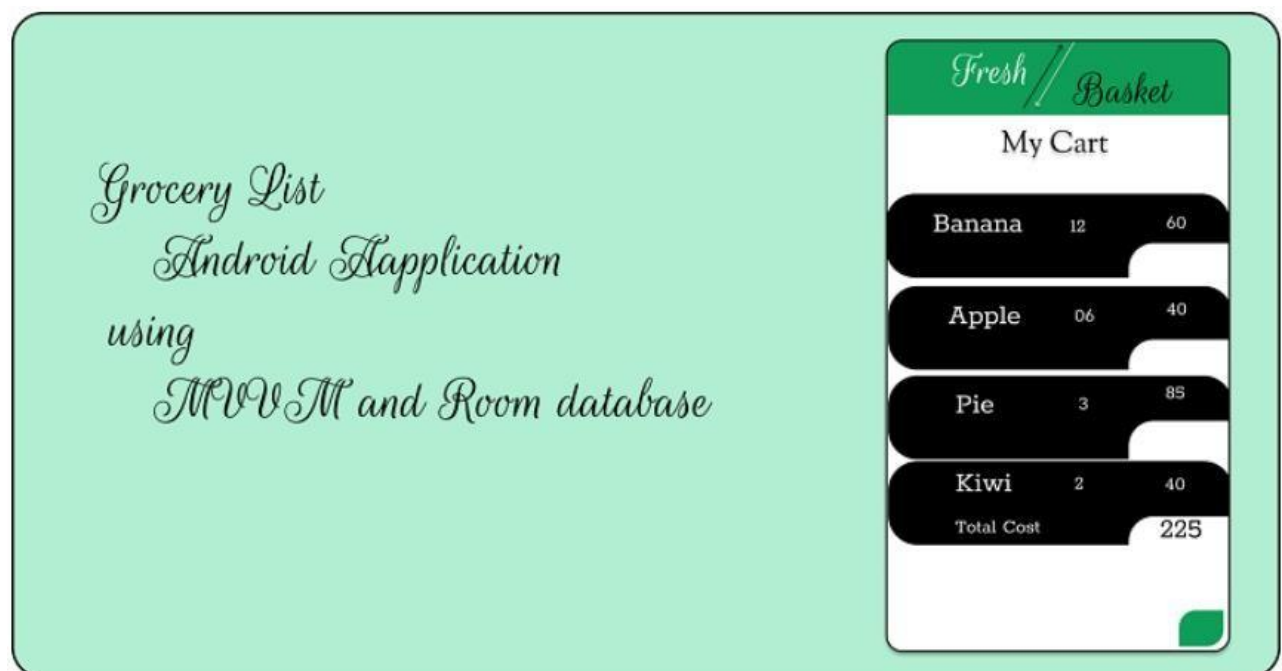 Grocery List
Android Aapplication
using
MVVM and Room database
Fresh
Basket
My Cart
Banana 12 60
Apple 06 40
Pie 3 85
Kiwi 2 40
Total Cost 225